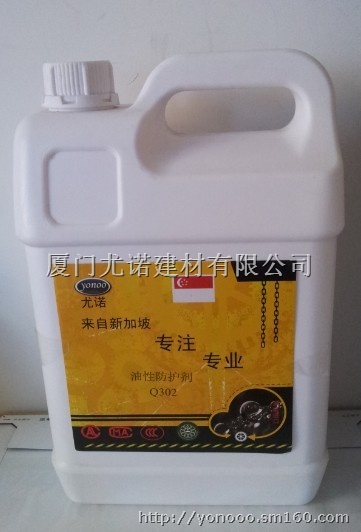 厦门尤诺建材有限公司
yonoo
尤诺
来自新加坡
专注
专业
油性防护剂
Q302
http://yonooo.sm160.com/